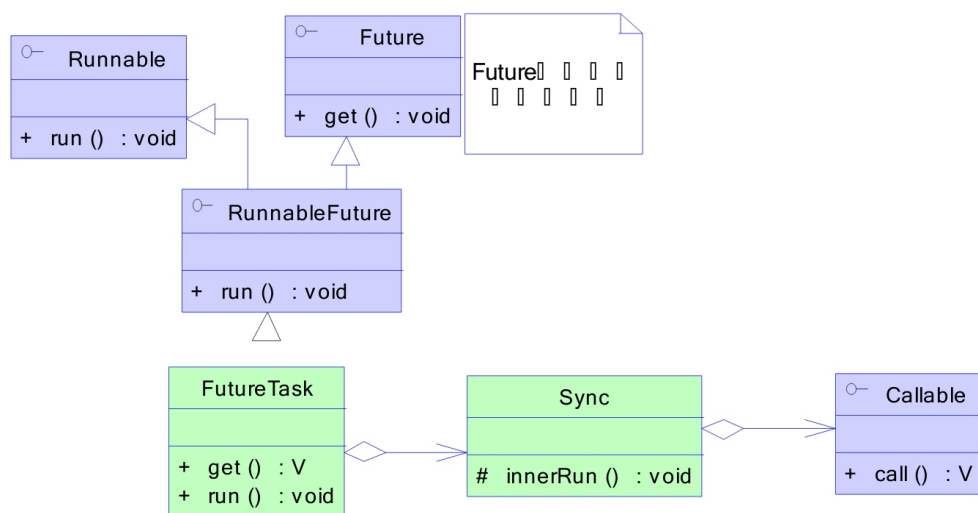 Runnable
+ run () : void
Future
+ get () : void
Future
RunnableFuture
+ run () : void
FutureTask
+ get () : V
+ run () : void
Sync
# innerRun () : void
Callable
+ call () : V